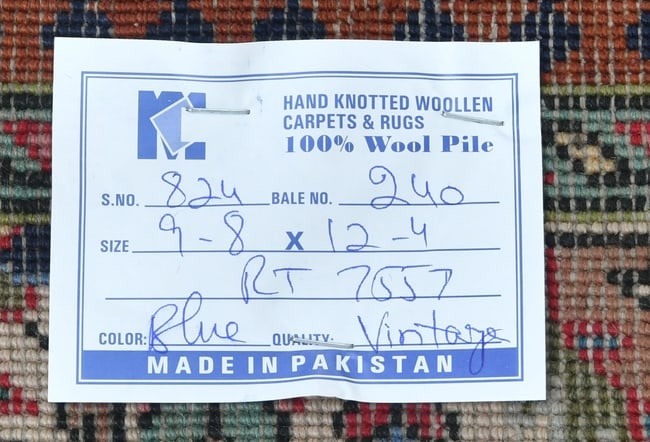 HAND KNOTTED WOOLLEN
CARPETS & RUGS
100% Wool Pile
S.NO. 824 BALE NO. 240
SIZE 9-8 X 12-4
RT 7557
COLOR: Blue QUALITY: Vintage
MADE IN PAKISTAN